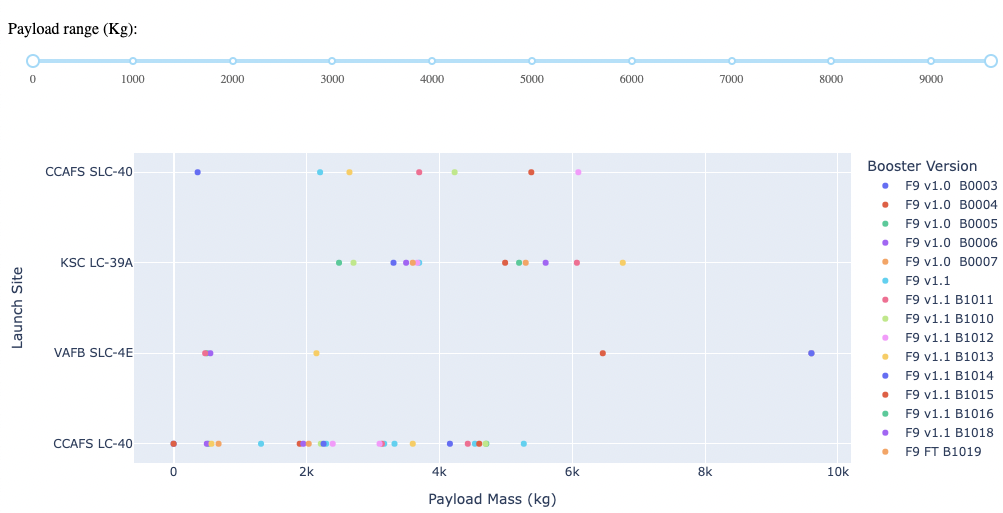 Payload range (Kg):
0 1000 2000 3000 4000 5000 6000 7000 8000 9000
CCAFS SLC-40
KSC LC-39A
VAFB SLC-4E
CCAFS LC-40
Launch Site
0 2k 4k 6k 8k 10k
Payload Mass (kg)
Booster Version
F9 v1.0  B0003
F9 v1.0  B0004
F9 v1.0  B0005
F9 v1.0  B0006
F9 v1.0  B0007
F9 v1.1
F9 v1.1 B1011
F9 v1.1 B1010
F9 v1.1 B1012
F9 v1.1 B1013
F9 v1.1 B1014
F9 v1.1 B1015
F9 v1.1 B1016
F9 v1.1 B1018
F9 FT B1019